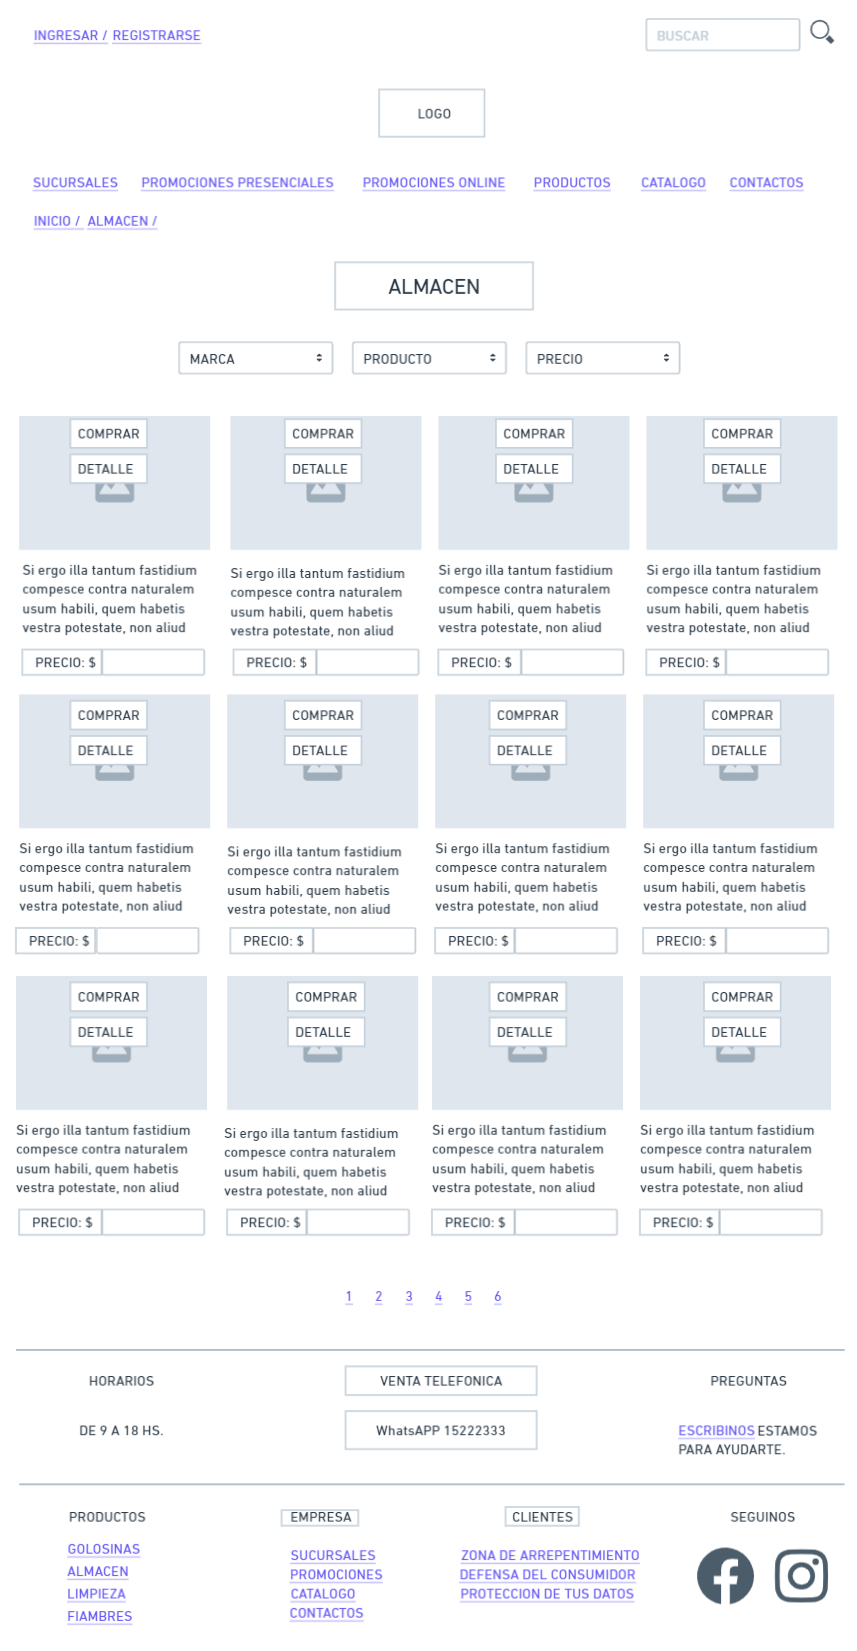 INGRESAR / REGISTRARSE
BUSCAR
LOGO
SUCURSALES PROMOCIONES PRESENCIALES PROMOCIONES ONLINE PRODUCTOS CATALOGO CONTACTOS
INICIO / ALMACEN /
ALMACEN
MARCA PRODUCTO PRECIO
COMPRAR COMPRAR COMPRAR COMPRAR
DETALLE DETALLE DETALLE DETALLE
Si ergo illa tantum fastidium
compesce contra naturalem
usum habili, quem habetis
vestra potestate, non aliud
Si ergo illa tantum fastidium
compesce contra naturalem
usum habili, quem habetis
vestra potestate, non aliud
Si ergo illa tantum fastidium
compesce contra naturalem
usum habili, quem habetis
vestra potestate, non aliud
Si ergo illa tantum fastidium
compesce contra naturalem
usum habili, quem habetis
vestra potestate, non aliud
PRECIO: $ PRECIO: $ PRECIO: $ PRECIO: $
COMPRAR COMPRAR COMPRAR COMPRAR
DETALLE DETALLE DETALLE DETALLE
Si ergo illa tantum fastidium
compesce contra naturalem
usum habili, quem habetis
vestra potestate, non aliud
Si ergo illa tantum fastidium
compesce contra naturalem
usum habili, quem habetis
vestra potestate, non aliud
Si ergo illa tantum fastidium
compesce contra naturalem
usum habili, quem habetis
vestra potestate, non aliud
Si ergo illa tantum fastidium
compesce contra naturalem
usum habili, quem habetis
vestra potestate, non aliud
PRECIO: $ PRECIO: $ PRECIO: $ PRECIO: $
COMPRAR COMPRAR COMPRAR COMPRAR
DETALLE DETALLE DETALLE DETALLE
Si ergo illa tantum fastidium
compesce contra naturalem
usum habili, quem habetis
vestra potestate, non aliud
Si ergo illa tantum fastidium
compesce contra naturalem
usum habili, quem habetis
vestra potestate, non aliud
Si ergo illa tantum fastidium
compesce contra naturalem
usum habili, quem habetis
vestra potestate, non aliud
Si ergo illa tantum fastidium
compesce contra naturalem
usum habili, quem habetis
vestra potestate, non aliud
PRECIO: $ PRECIO: $ PRECIO: $ PRECIO: $
1 2 3 4 5 6
HORARIOS
DE 9 A 18 HS.
VENTA TELEFONICA
WhatsAPP 15222333
PREGUNTAS
ESCRIBINOS ESTAMOS
PARA AYUDARTE.
PRODUCTOS
GOLOSINAS
ALMACEN
LIMPIEZA
FIAMBRES
EMPRESA
SUCURSALES
PROMOCIONES
CATALOGO
CONTACTOS
CLIENTES
ZONA DE ARREPENTIMIENTO
DEFENSA DEL CONSUMIDOR
PROTECCION DE TUS DATOS
SEGUINOS